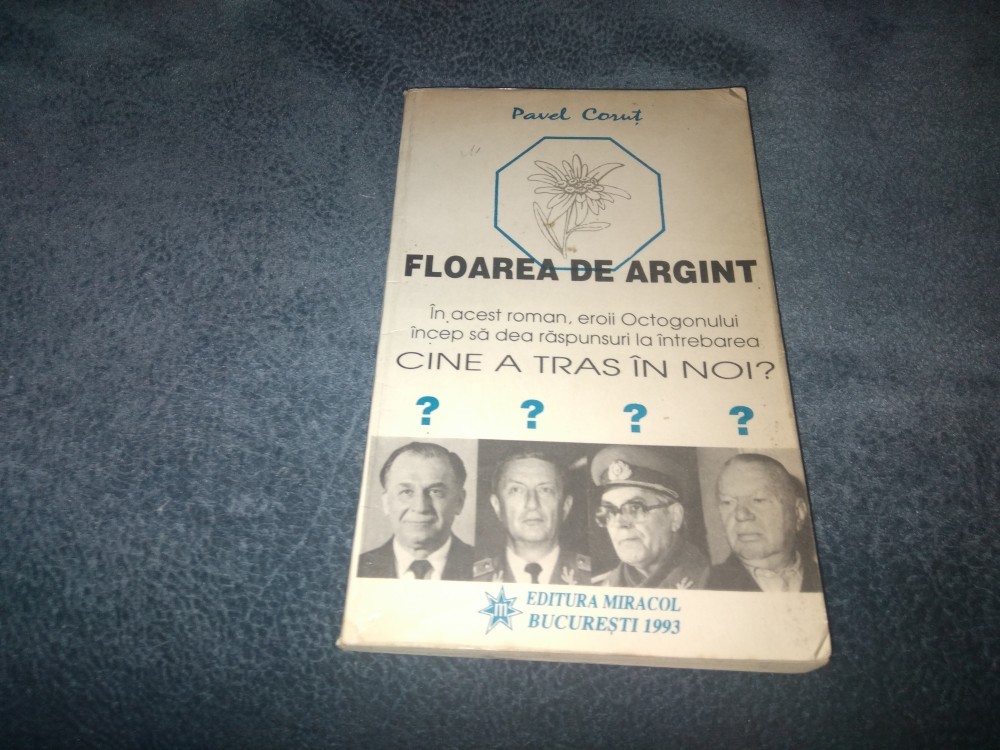 Pavel Coruț
FLOAREA DE ARGINT
În acest roman, eroii Octogonului
încep să dea răspunsuri la întrebarea
CINE A TRAS ÎN NOI?
? ? ? ?
m
EDITURA MIRACOL
BUCUREȘTI 1993